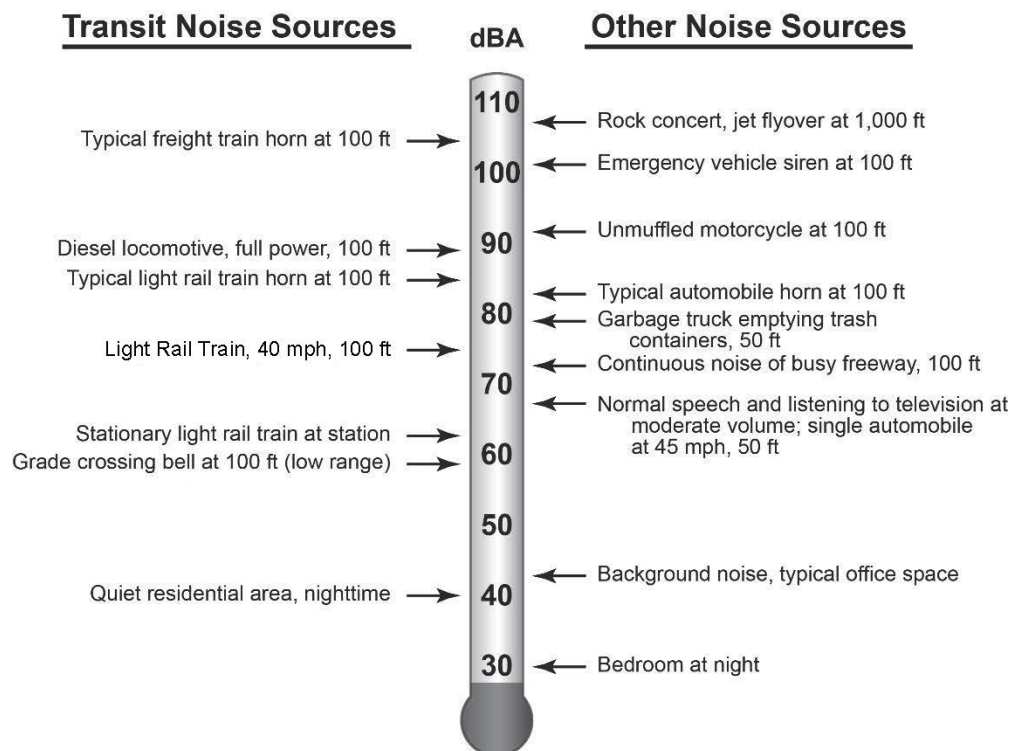 Transit Noise Sources
dBA
Other Noise Sources
110
Rock concert, jet flyover at 1,000 ft
Typical freight train horn at 100 ft
Emergency vehicle siren at 100 ft
100
Unmuffled motorcycle at 100 ft
90
Diesel locomotive, full power, 100 ft
Typical light rail train horn at 100 ft
Typical automobile horn at 100 ft
80
Garbage truck emptying trash
containers, 50 ft
Light Rail Train, 40 mph, 100 ft
Continuous noise of busy freeway, 100 ft
70
Normal speech and listening to television at
moderate volume; single automobile
at 45 mph, 50 ft
Stationary light rail train at station
60
Grade crossing bell at 100 ft (low range)
50
Background noise, typical office space
Quiet residential area, nighttime
40
30
Bedroom at night